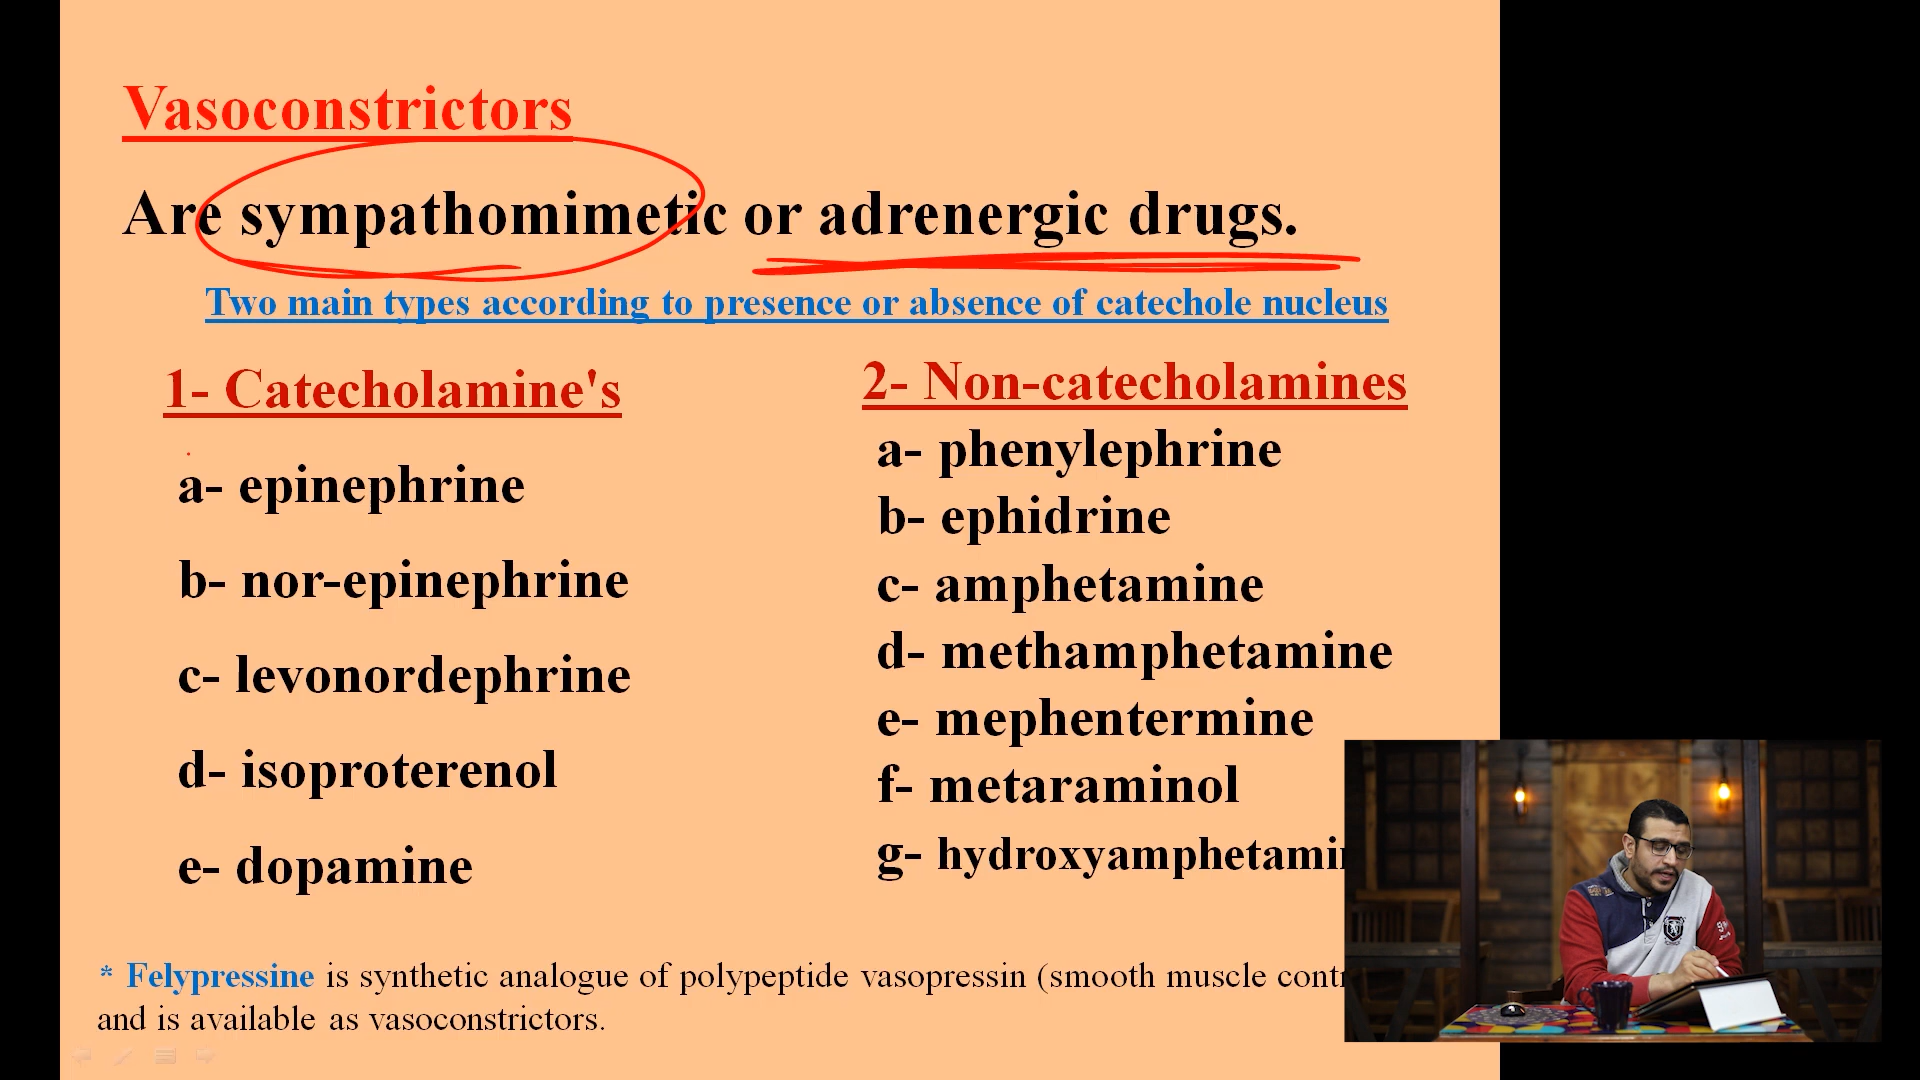 Vasoconstrictors
Are sympathomimetic or adrenergic drugs.
Two main types according to presence or absence of catechole nucleus
1- Catecholamine's
a- epinephrine
b- nor-epinephrine
c- levonordephrine
d- isoproterenol
e- dopamine
2- Non-catecholamines
a- phenylephrine
b- ephidrine
c- amphetamine
d- methamphetamine
e- mephentermine
f- metaraminol
g-
* Felypressine is synthetic analogue of polypeptide vasopressin (smooth muscle
and is available as vasoconstrictors.